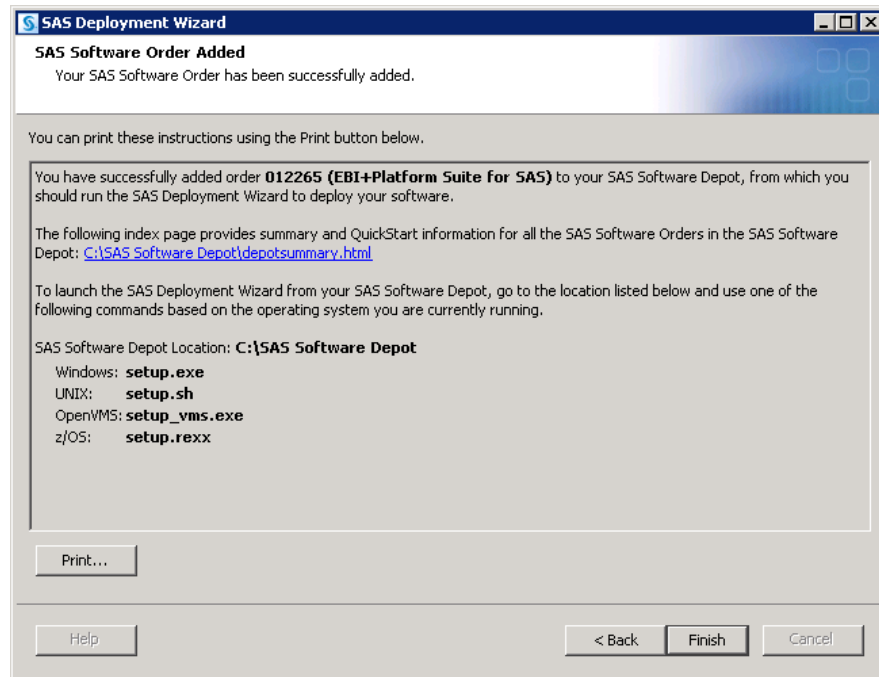 SAS Deployment Wizard
SAS Software Order Added
Your SAS Software Order has been successfully added.
You can print these instructions using the Print button below.
You have successfully added order 012265 (EBI+Platform Suite for SAS) to your SAS Software Depot, from which you
should run the SAS Deployment Wizard to deploy your software.
The following index page provides summary and QuickStart information for all the SAS Software Orders in the SAS Software
Depot: C:\SAS Software Depot\depotsummary.html
To launch the SAS Deployment Wizard from your SAS Software Depot, go to the location listed below and use one of the
following commands based on the operating system you are currently running.
SAS Software Depot Location: C:\SAS Software Depot
Windows: setup.exe
UNIX: setup.sh
OpenVMS: setup_vms.exe
z/OS: setup.rexx
Print...
Help < Back Finish Cancel